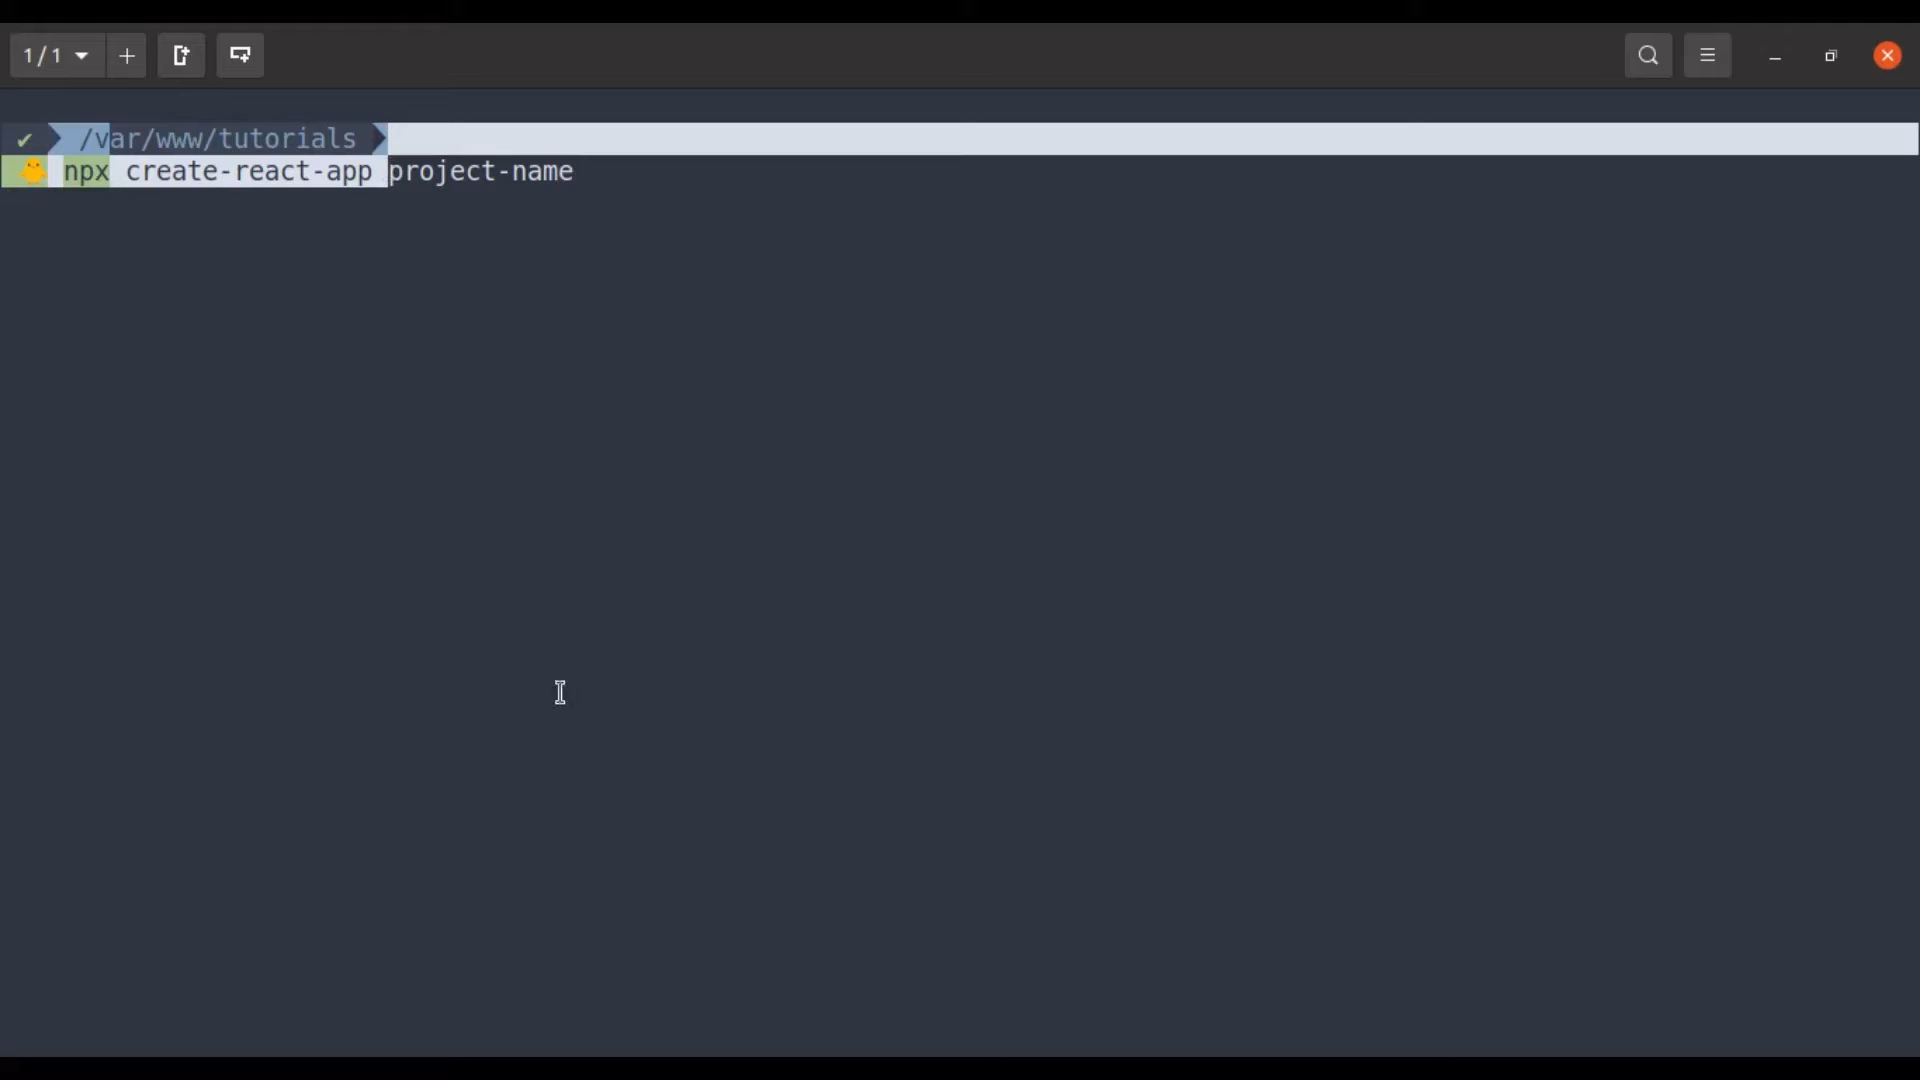 1/1
✔ /var/www/tutorials
🐥 npx create-react-app project-name